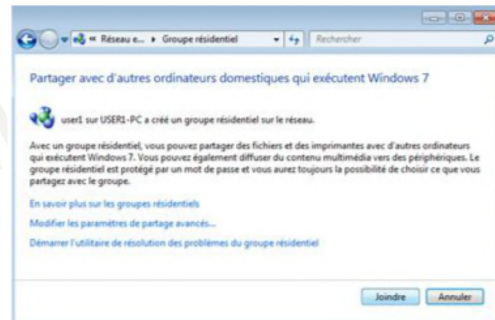 « Réseau e... ▸ Groupe résidentiel
Rechercher
Partager avec d'autres ordinateurs domestiques qui exécutent Windows 7
user1 sur USER1-PC a créé un groupe résidentiel sur le réseau.
Avec un groupe résidentiel, vous pouvez partager des fichiers et des imprimantes avec d'autres ordinateurs
qui exécutent Windows 7. Vous pouvez également diffuser du contenu multimédia vers des périphériques. Le
groupe résidentiel est protégé par un mot de passe et vous aurez toujours la possibilité de choisir ce que vous
partagez avec le groupe.
En savoir plus sur les groupes résidentiels
Modifier les paramètres de partage avancés...
Démarrer l'utilitaire de résolution des problèmes du groupe résidentiel
Joindre
Annuler